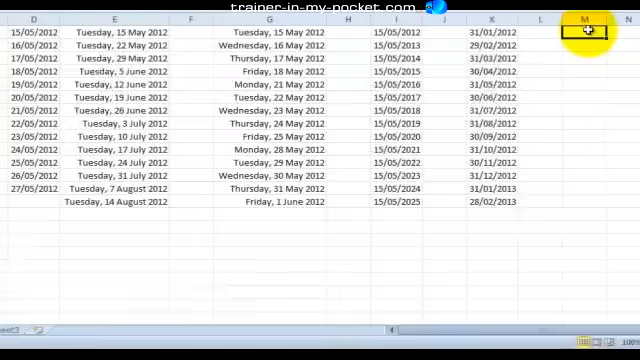 trainer-in-my-pocket.com
D E F G H I J K L M N
15/05/2012 Tuesday, 15 May 2012 Tuesday, 15 May 2012 15/05/2012 31/01/2012
16/05/2012 Tuesday, 22 May 2012 Wednesday, 16 May 2012 15/05/2013 29/02/2012
17/05/2012 Tuesday, 29 May 2012 Thursday, 17 May 2012 15/05/2014 31/03/2012
18/05/2012 Tuesday, 5 June 2012 Friday, 18 May 2012 15/05/2015 30/04/2012
19/05/2012 Tuesday, 12 June 2012 Monday, 21 May 2012 15/05/2016 31/05/2012
20/05/2012 Tuesday, 19 June 2012 Tuesday, 22 May 2012 15/05/2017 30/06/2012
21/05/2012 Tuesday, 26 June 2012 Wednesday, 23 May 2012 15/05/2018 31/07/2012
22/05/2012 Tuesday, 3 July 2012 Thursday, 24 May 2012 15/05/2019 31/08/2012
23/05/2012 Tuesday, 10 July 2012 Friday, 25 May 2012 15/05/2020 30/09/2012
24/05/2012 Tuesday, 17 July 2012 Monday, 28 May 2012 15/05/2021 31/10/2012
25/05/2012 Tuesday, 24 July 2012 Tuesday, 29 May 2012 15/05/2022 30/11/2012
26/05/2012 Tuesday, 31 July 2012 Wednesday, 30 May 2012 15/05/2023 31/12/2012
27/05/2012 Tuesday, 7 August 2012 Thursday, 31 May 2012 15/05/2024 31/01/2013
Tuesday, 14 August 2012 Friday, 1 June 2012 15/05/2025 28/02/2013
heet3
100%